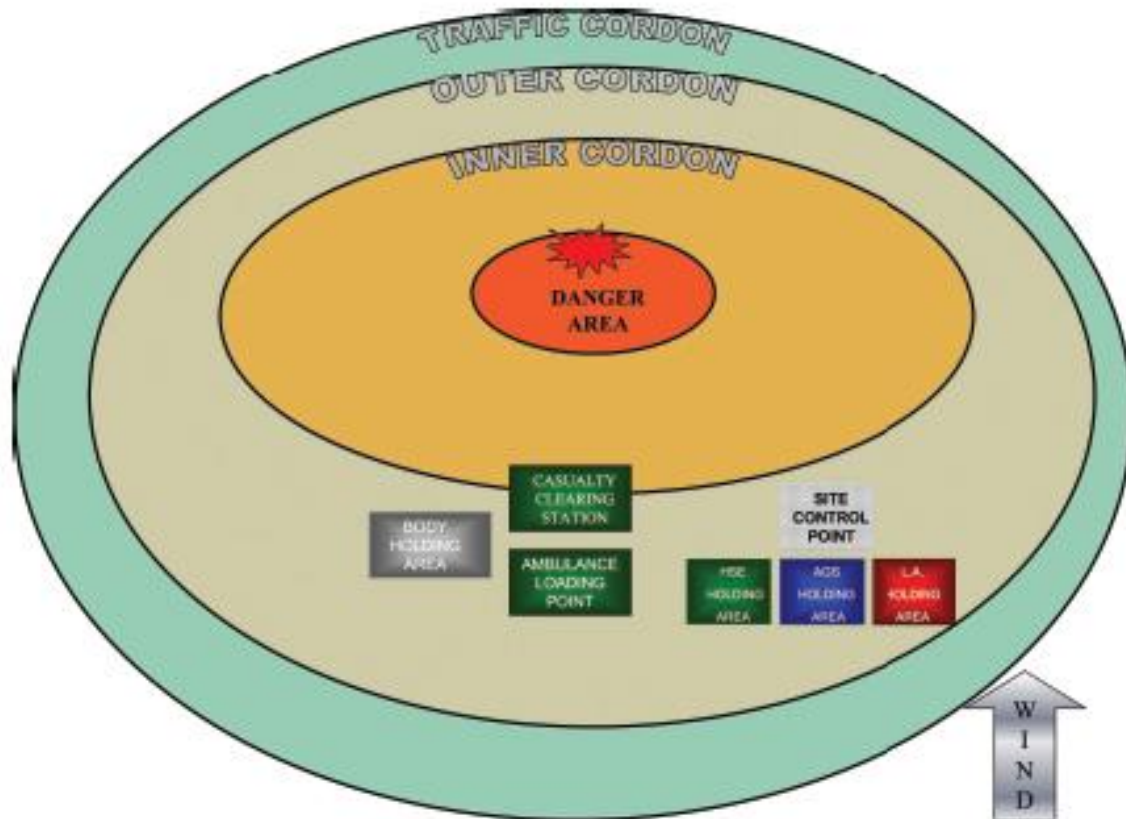 TRAFFIC CORDON
OUTER CORDON
INNER CORDON
DANGER
AREA
CASUALTY
CLEARING
STATION
BODY
HOLDING
AREA
AMBULANCE
LOADING
POINT
SITE
CONTROL
POINT
HSE
HOLDING
AREA
AGS
HOLDING
AREA
L.A.
HOLDING
AREA
WIND